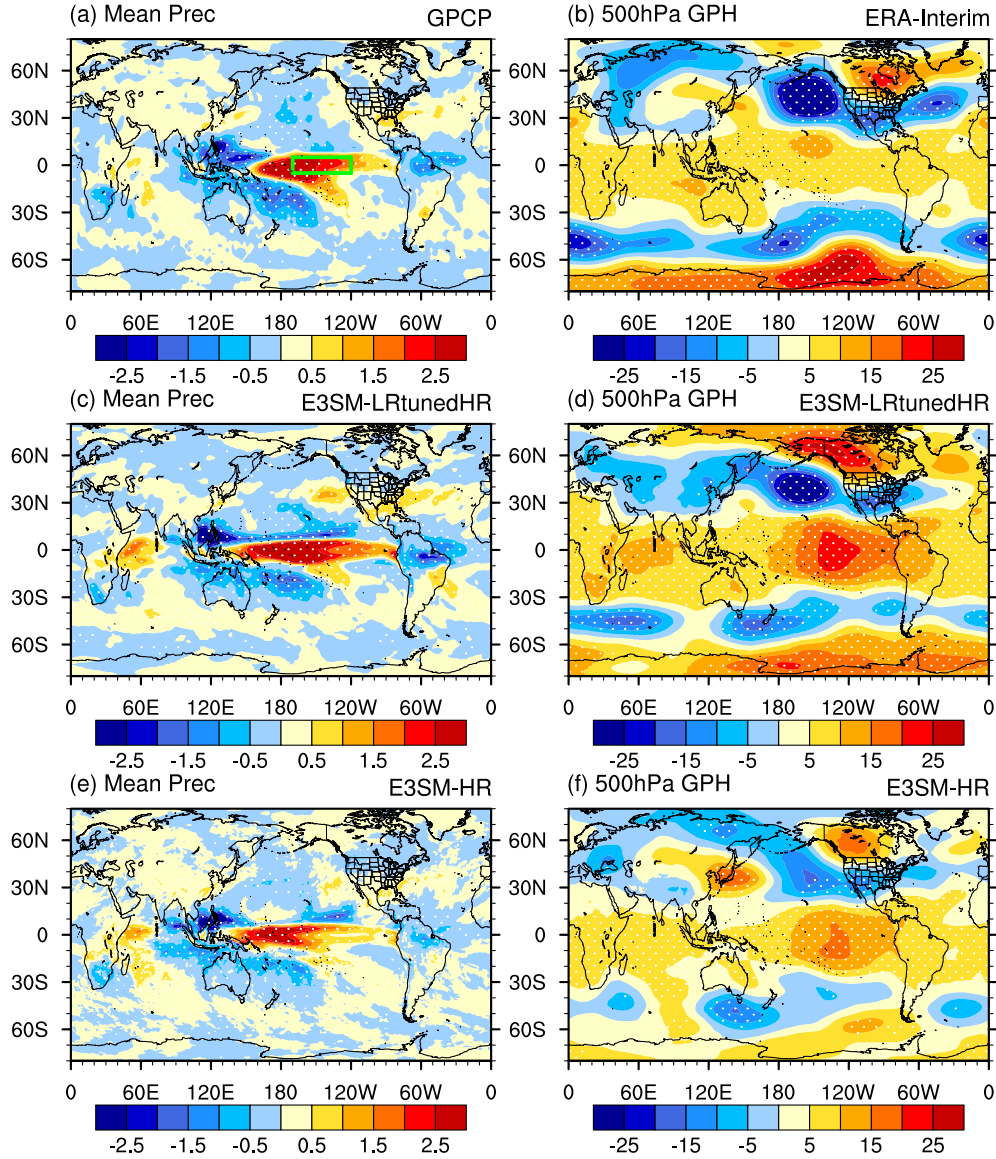 (a) Mean Prec GPCP
(b) 500hPa GPH ERA-Interim
60N
30N
0
30S
60S
0 60E 120E 180 120W 60W 0
-2.5 -1.5 -0.5 0.5 1.5 2.5
60N
30N
0
30S
60S
0 60E 120E 180 120W 60W 0
-25 -15 -5 5 15 25
(c) Mean Prec E3SM-LRtunedHR
(d) 500hPa GPH E3SM-LRtunedHR
60N
30N
0
30S
60S
0 60E 120E 180 120W 60W 0
-2.5 -1.5 -0.5 0.5 1.5 2.5
60N
30N
0
30S
60S
0 60E 120E 180 120W 60W 0
-25 -15 -5 5 15 25
(e) Mean Prec E3SM-HR
(f) 500hPa GPH E3SM-HR
60N
30N
0
30S
60S
0 60E 120E 180 120W 60W 0
-2.5 -1.5 -0.5 0.5 1.5 2.5
60N
30N
0
30S
60S
0 60E 120E 180 120W 60W 0
-25 -15 -5 5 15 25